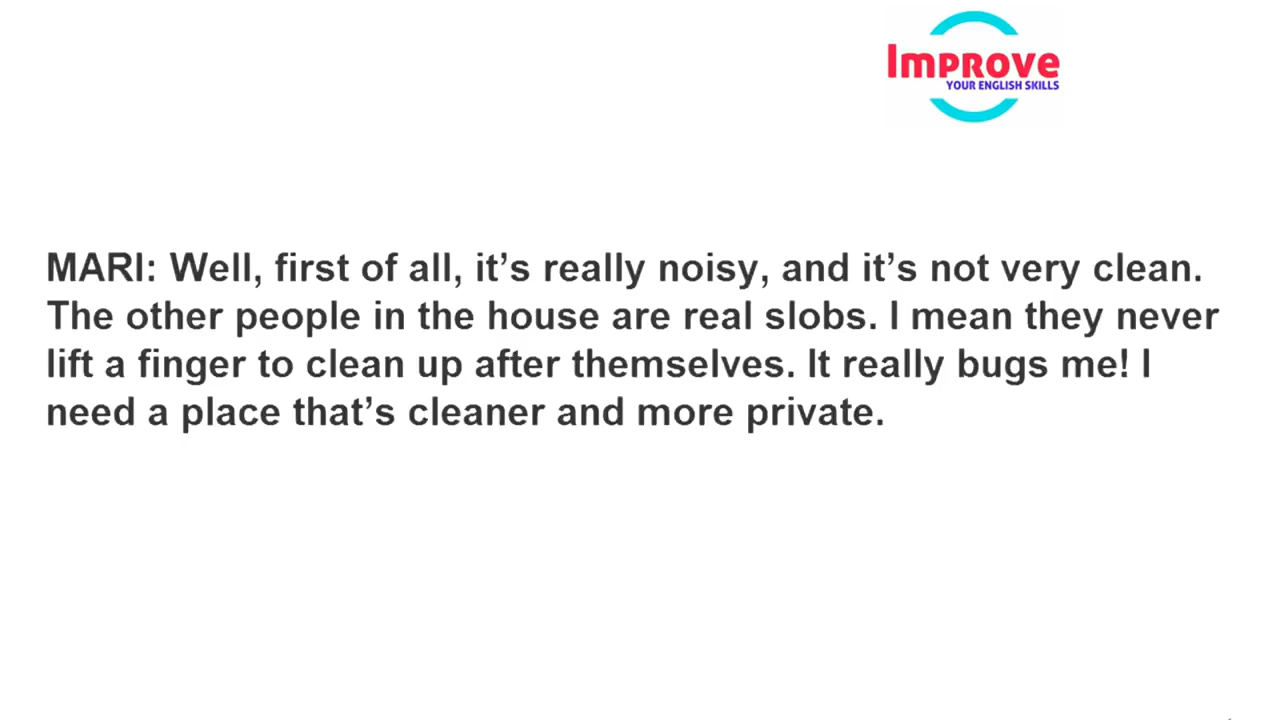 Improve
YOUR ENGLISH SKILLS
MARI: Well, first of all, it’s really noisy, and it’s not very clean.
The other people in the house are real slobs. I mean they never
lift a finger to clean up after themselves. It really bugs me! I
need a place that’s cleaner and more private.